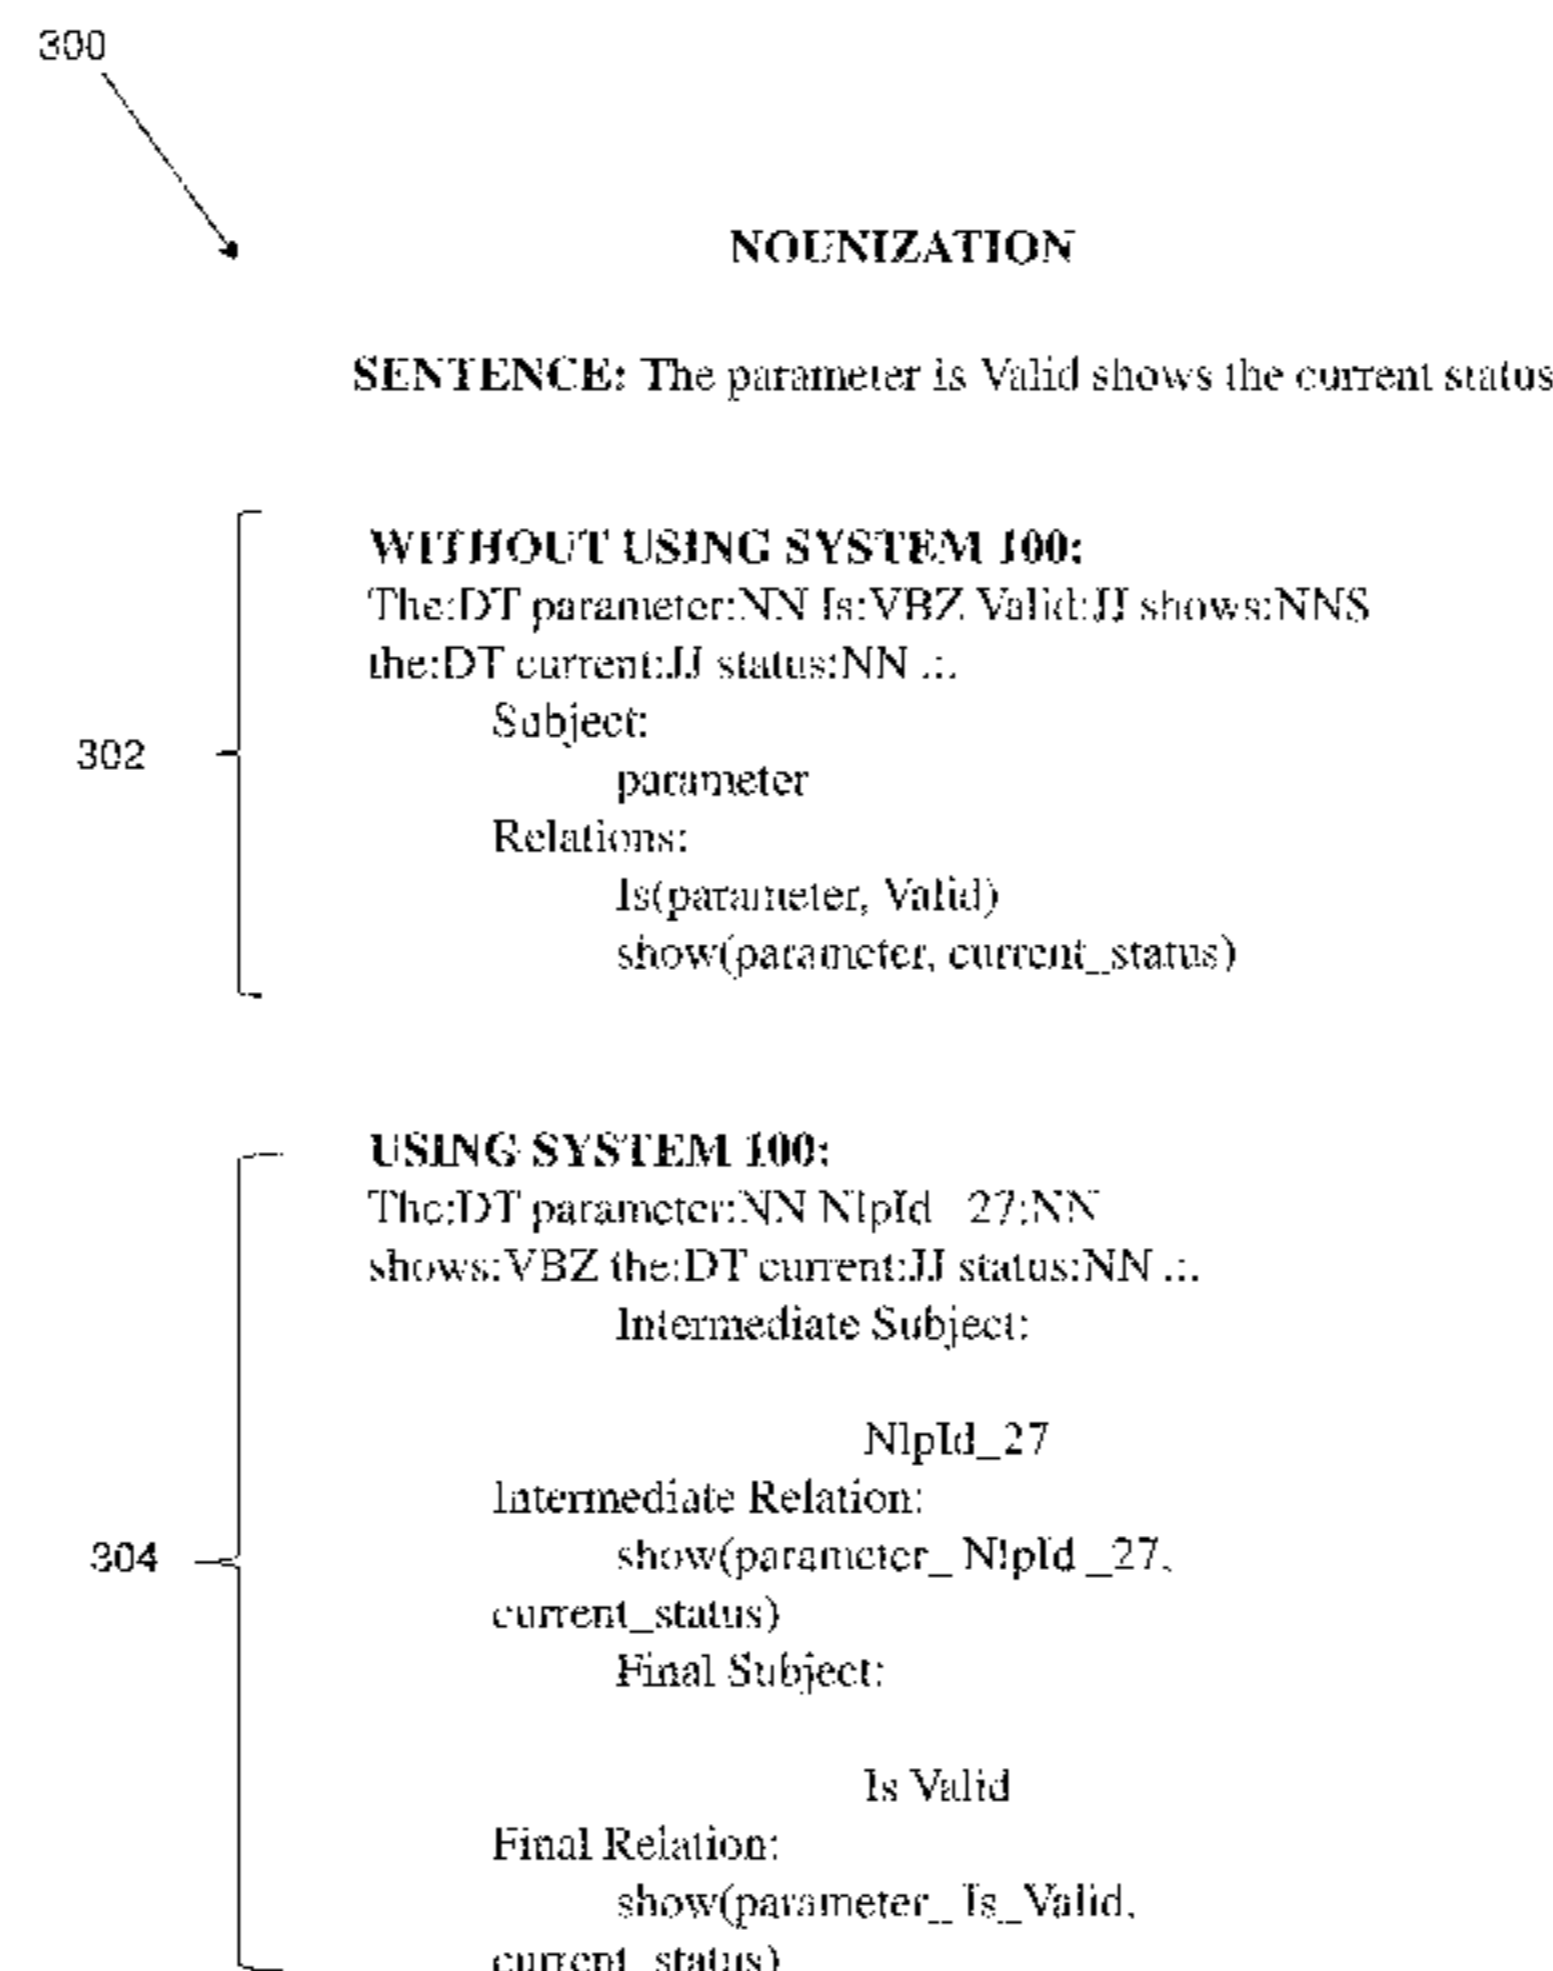 300
NOUNIZATION
SENTENCE: The parameter is Valid shows the current status
WITHOUT USING SYSTEM 100:
The:DT parameter:NN Is:VBZ Valid:JJ shows:NNS
the:DT current:JJ status:NN .:.
Subject:
302
parameter
Relations:
Is(parameter, Valid)
show(parameter, current_status)
USING SYSTEM 100:
The:DT parameter:NN NlpId_27:NN
shows:VBZ the:DT current:JJ status:NN .:.
Intermediate Subject:
NlpId_27
Intermediate Relation:
304
show(parameter_ NlpId _27,
current_status)
Final Subject:
Is Valid
Final Relation:
show(parameter_ Is_Valid,
current_status)